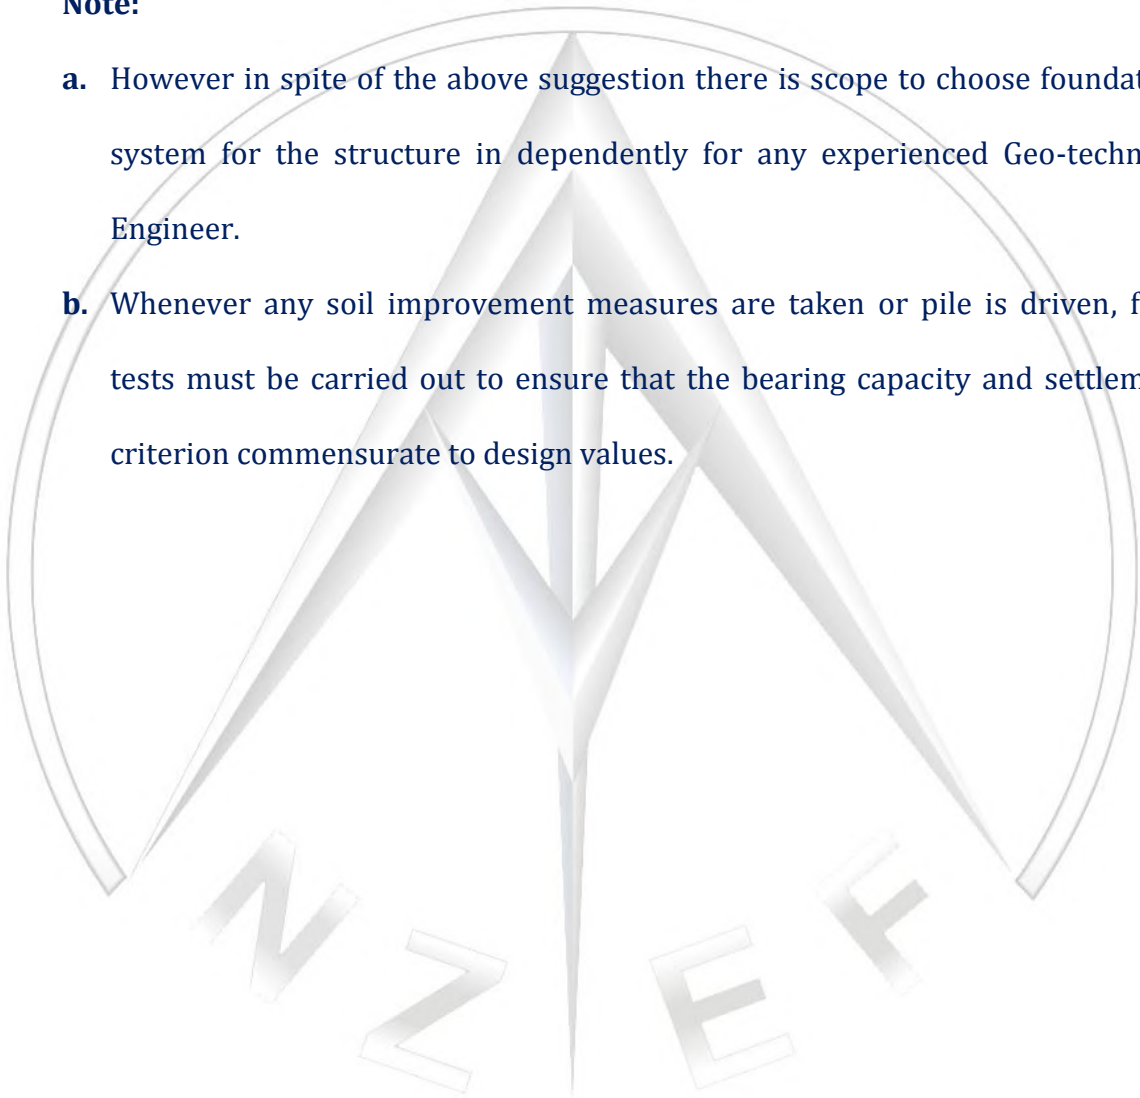 Note:
a. However in spite of the above suggestion there is scope to choose foundat
system for the structure in dependently for any experienced Geo-techn
Engineer.
b. Whenever any soil improvement measures are taken or pile is driven, f
tests must be carried out to ensure that the bearing capacity and settlem
criterion commensurate to design values.
N Z E F